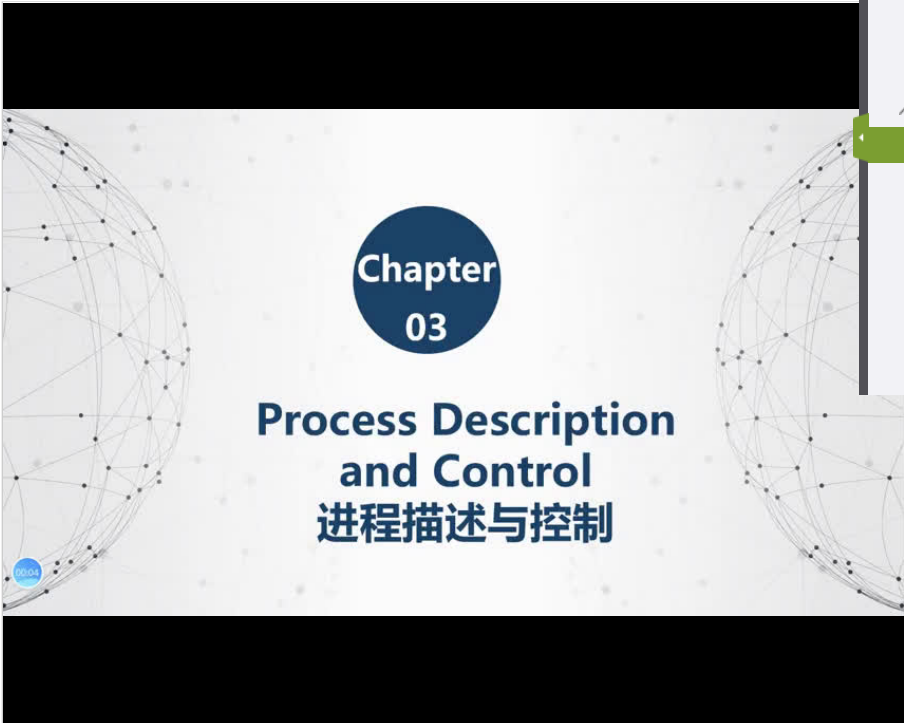 Chapter
03
Process Description
and Control
进程描述与控制
00:04